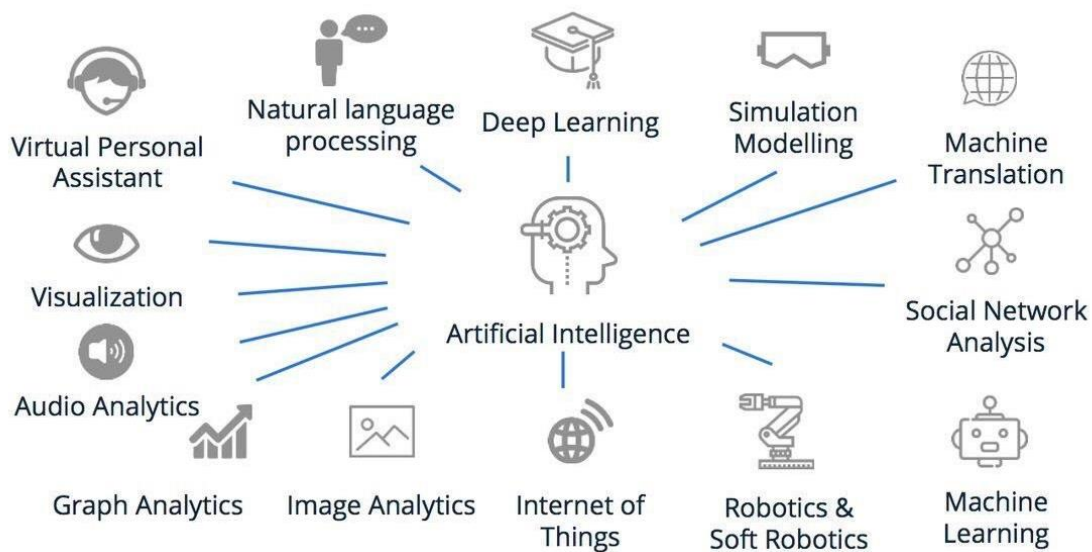 Virtual Personal
Assistant
Natural language
processing
Deep Learning
Simulation
Modelling
Machine
Translation
Visualization
Artificial Intelligence
Social Network
Analysis
Audio Analytics
Graph Analytics
Image Analytics
Internet of
Things
Robotics &
Soft Robotics
Machine
Learning